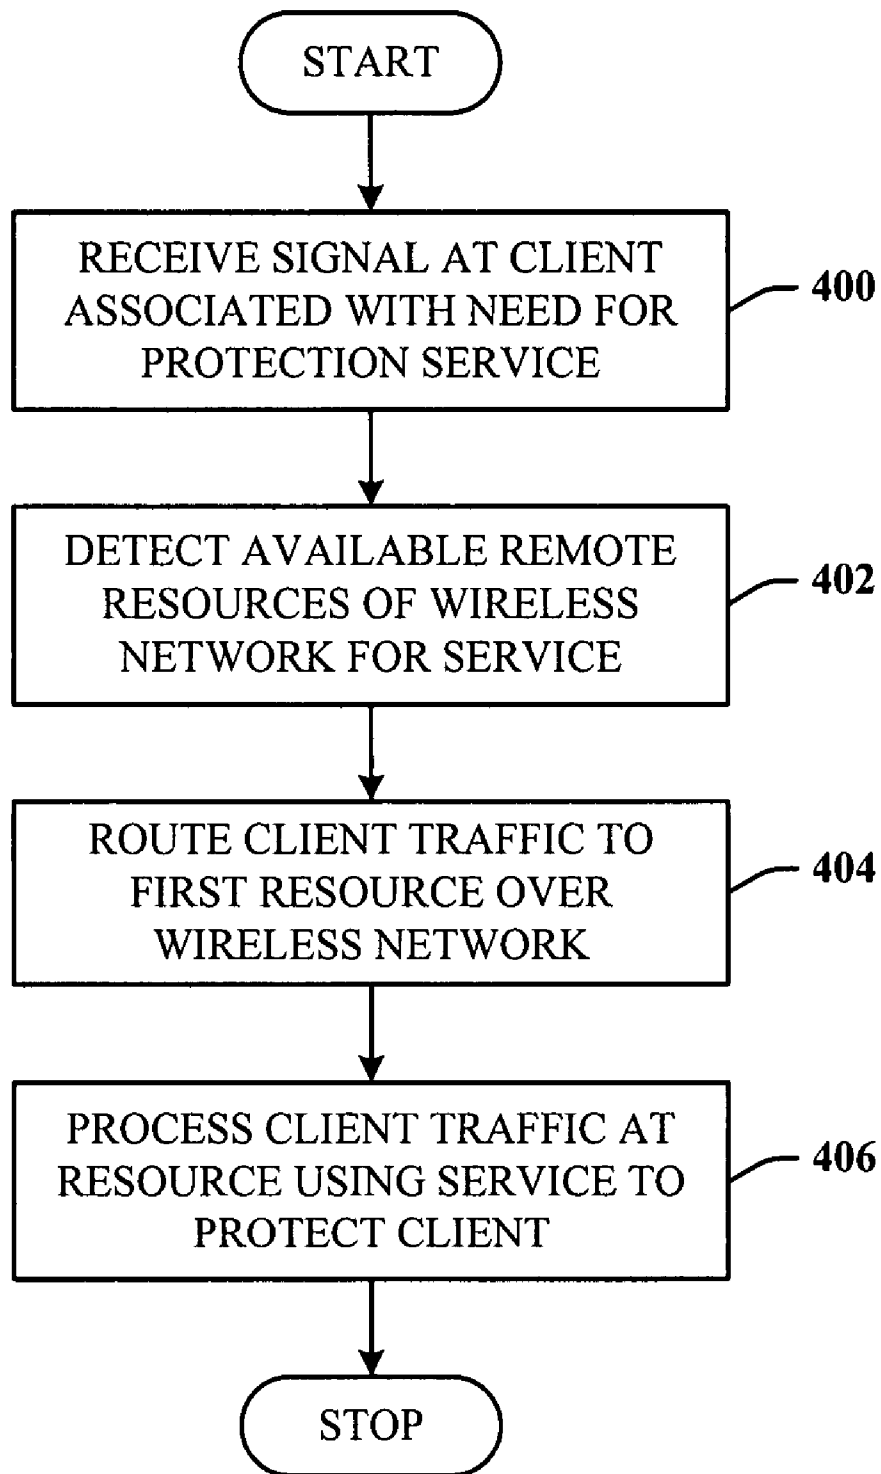 START
RECEIVE SIGNAL AT CLIENT
ASSOCIATED WITH NEED FOR
PROTECTION SERVICE
400
DETECT AVAILABLE REMOTE
RESOURCES OF WIRELESS
NETWORK FOR SERVICE
402
ROUTE CLIENT TRAFFIC TO
FIRST RESOURCE OVER
WIRELESS NETWORK
404
PROCESS CLIENT TRAFFIC AT
RESOURCE USING SERVICE TO
PROTECT CLIENT
406
STOP